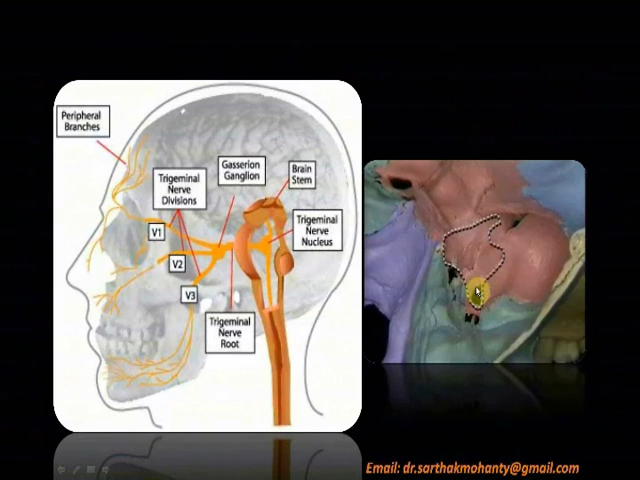 Peripheral
Branches
Gasserion
Ganglion
Brain
Stem
Trigeminal
Nerve
Divisions
Trigeminal
Nerve
Nucleus
V1
V2
V3
Trigeminal
Nerve
Root
Email: dr.sarthakmohanty@gmail.com